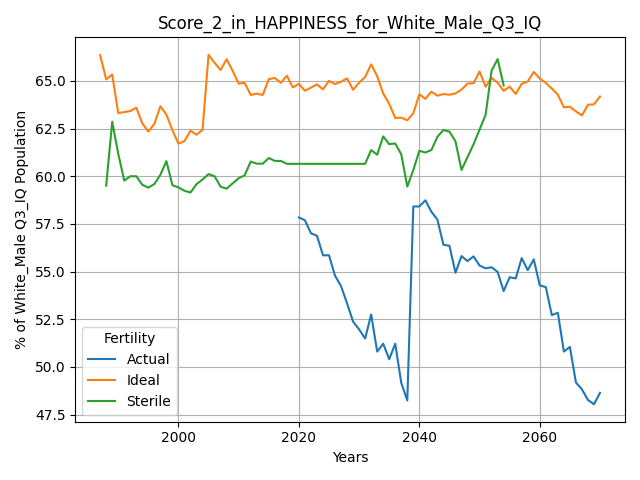 Score_2_in_HAPPINESS_for_White_Male_Q3_IQ
% of White_Male Q3_IQ Population
65.0
62.5
60.0
57.5
55.0
52.5
50.0
47.5
Fertility
Actual
Ideal
Sterile
2000
2020
2040
2060
Years